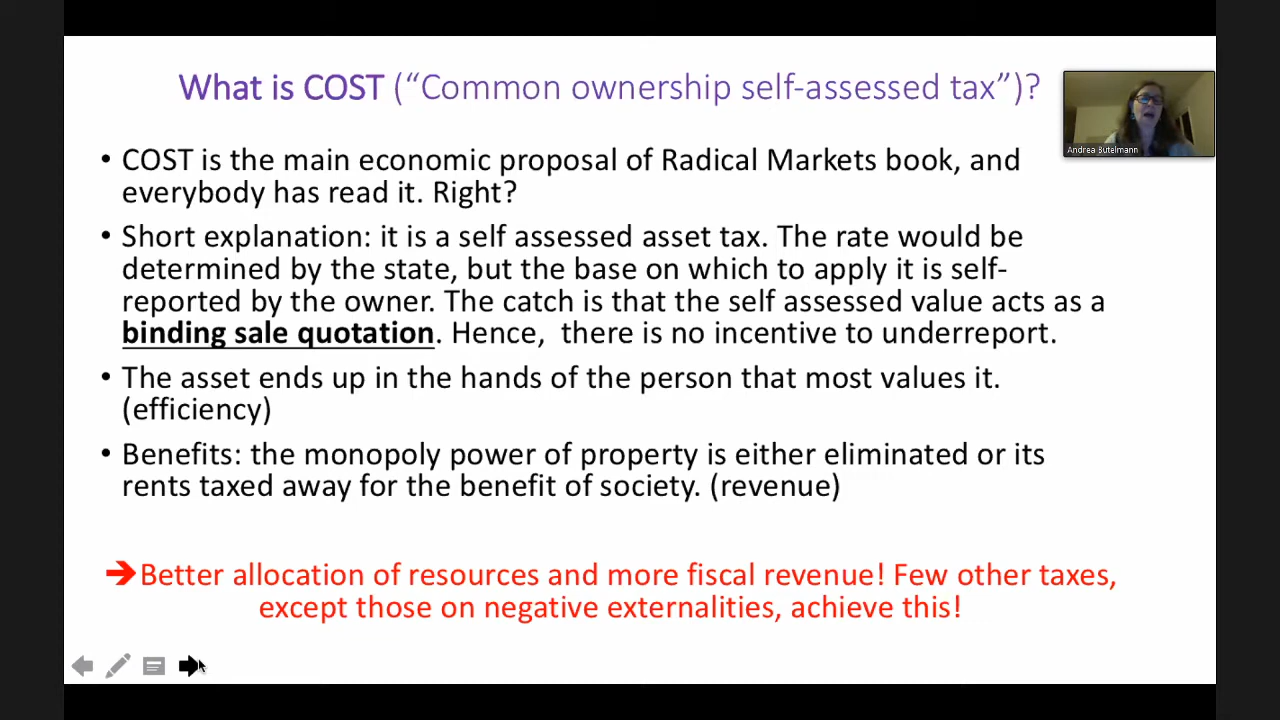 What is COST (“Common ownership self-assessed tax”)?
Andrea Butelmann
• COST is the main economic proposal of Radical Markets book, and
everybody has read it. Right?
• Short explanation: it is a self assessed asset tax. The rate would be
determined by the state, but the base on which to apply it is self-
reported by the owner. The catch is that the self assessed value acts as a
binding sale quotation. Hence, there is no incentive to underreport.
• The asset ends up in the hands of the person that most values it.
(efficiency)
• Benefits: the monopoly power of property is either eliminated or its
rents taxed away for the benefit of society. (revenue)
➔Better allocation of resources and more fiscal revenue! Few other taxes,
except those on negative externalities, achieve this!